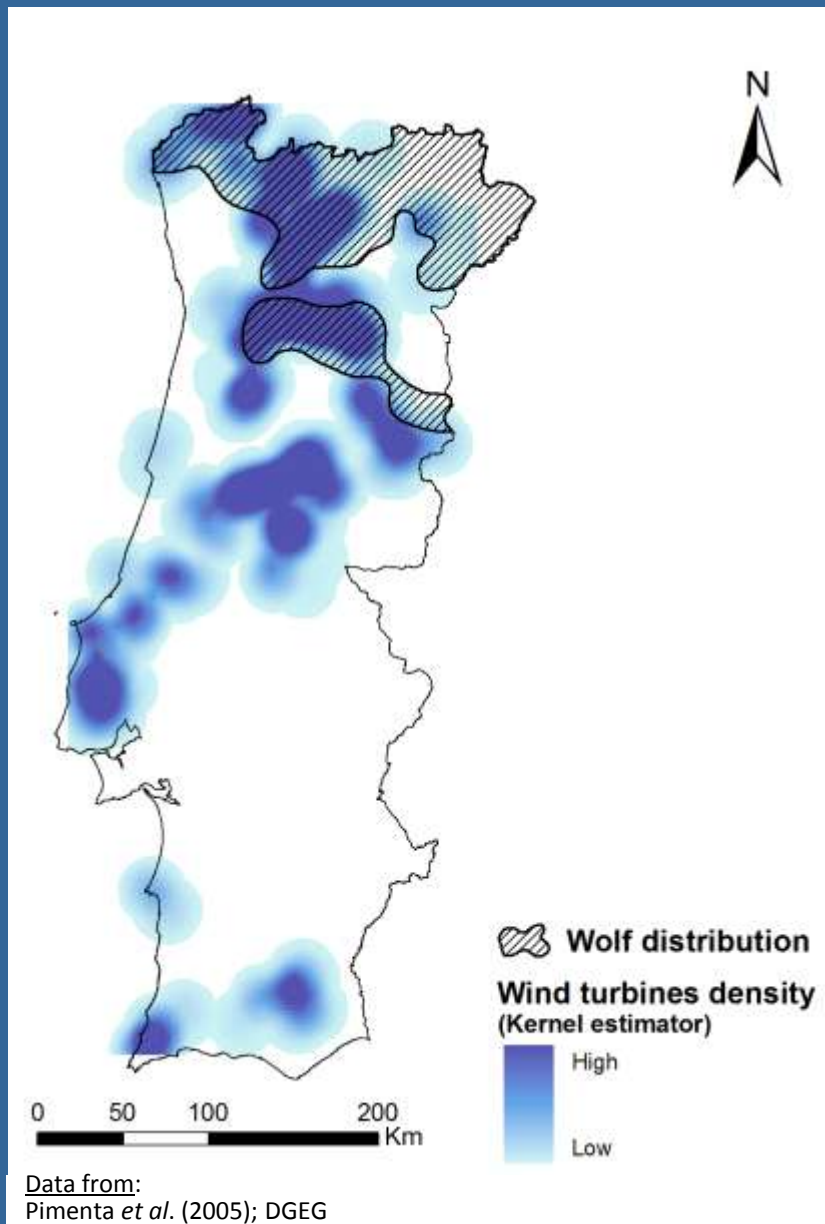 N
Wolf distribution
Wind turbines density
(Kernel estimator)
High
Low
0 50 100 200
Km
Data from:
Pimenta et al. (2005); DGEG